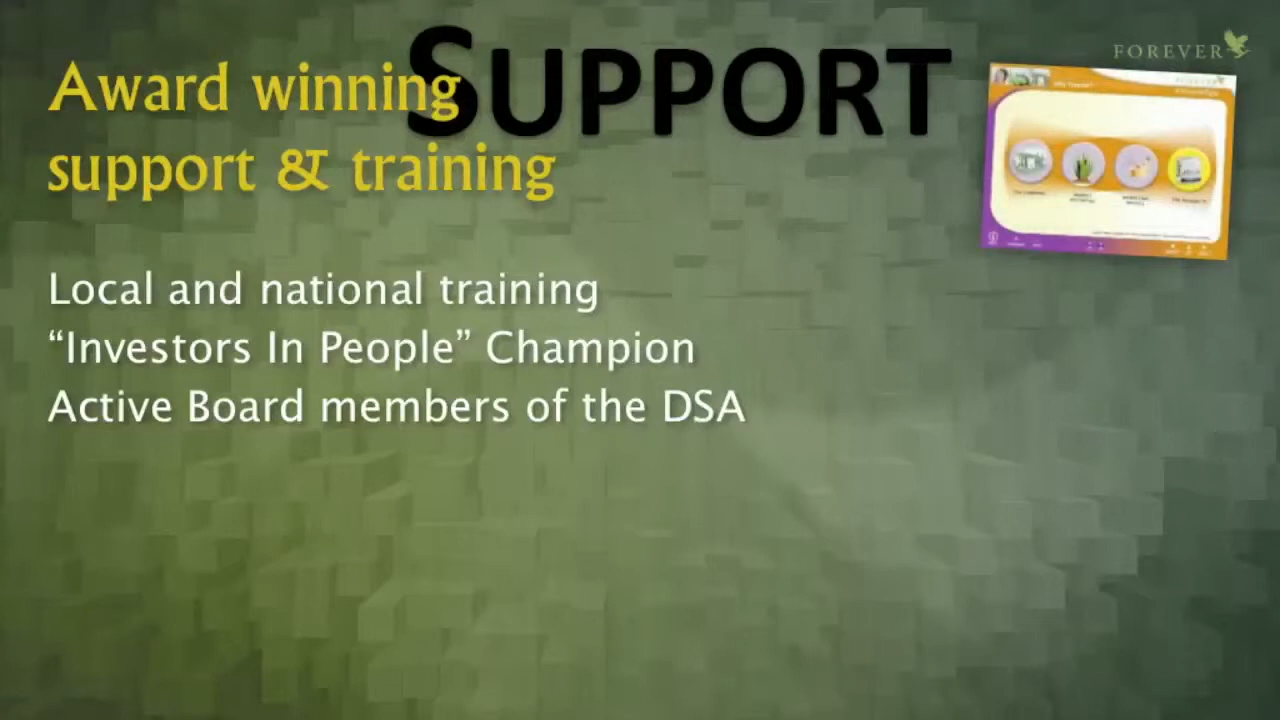 SUPPORT
FOREVER
Award winning
support & training
Local and national training
“Investors In People” Champion
Active Board members of the DSA